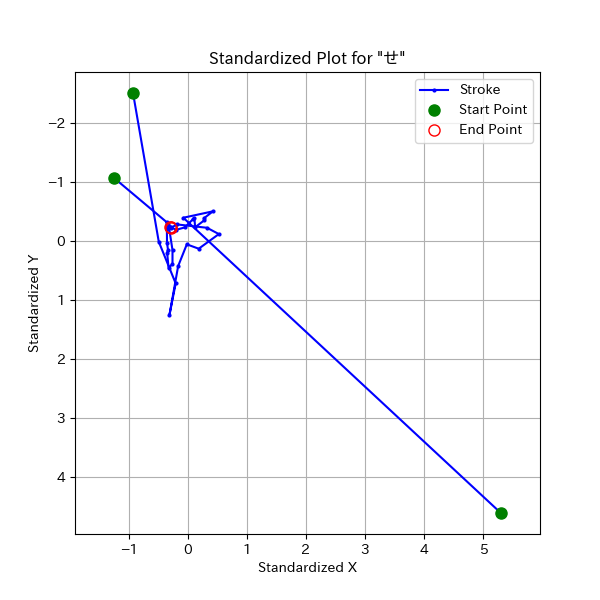 Standardized Plot for "せ"
Stroke
Start Point
End Point
−2
−1
0
1
2
3
4
Standardized Y
−1 0 1 2 3 4 5
Standardized X